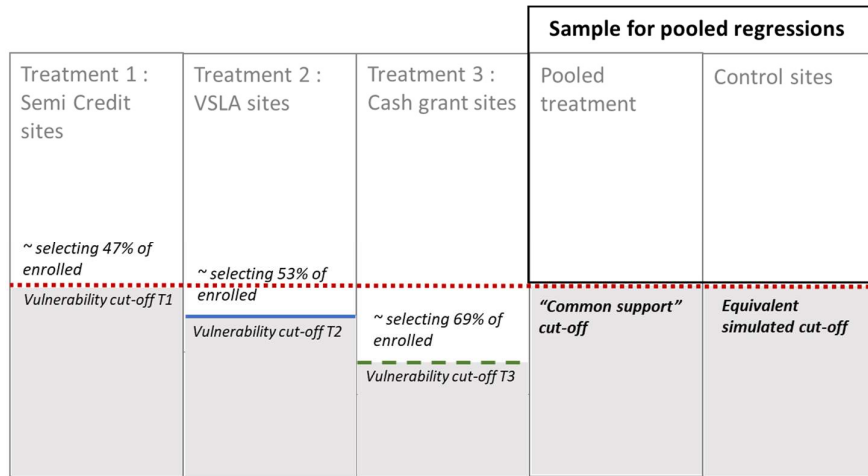 Sample for pooled regressions
Treatment 1 :
Semi Credit
sites
Treatment 2 :
VSLA sites
Treatment 3 :
Cash grant sites
Pooled
treatment
Control sites
~ selecting 47% of
enrolled
Vulnerability cut-off T1
~ selecting 53% of
enrolled
Vulnerability cut-off T2
~ selecting 69% of
enrolled
Vulnerability cut-off T3
“Common support”
cut-off
Equivalent
simulated cut-off